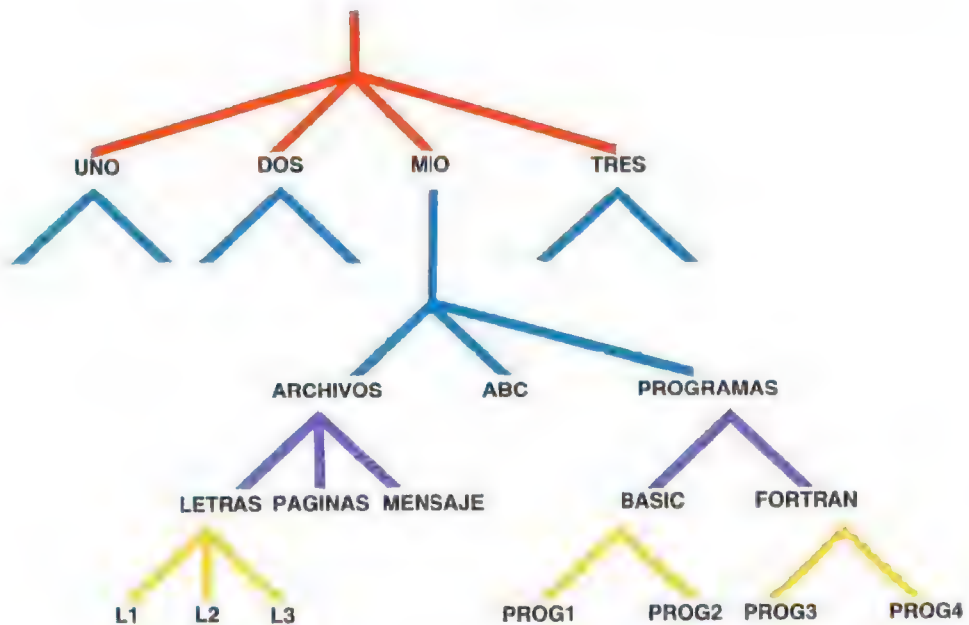 UNO DOS MIO TRES
ARCHIVOS ABC PROGRAMAS
LETRAS PAGINAS MENSAJE BASIC FORTRAN
L1 L2 L3 PROG1 PROG2 PROG3 PROG4